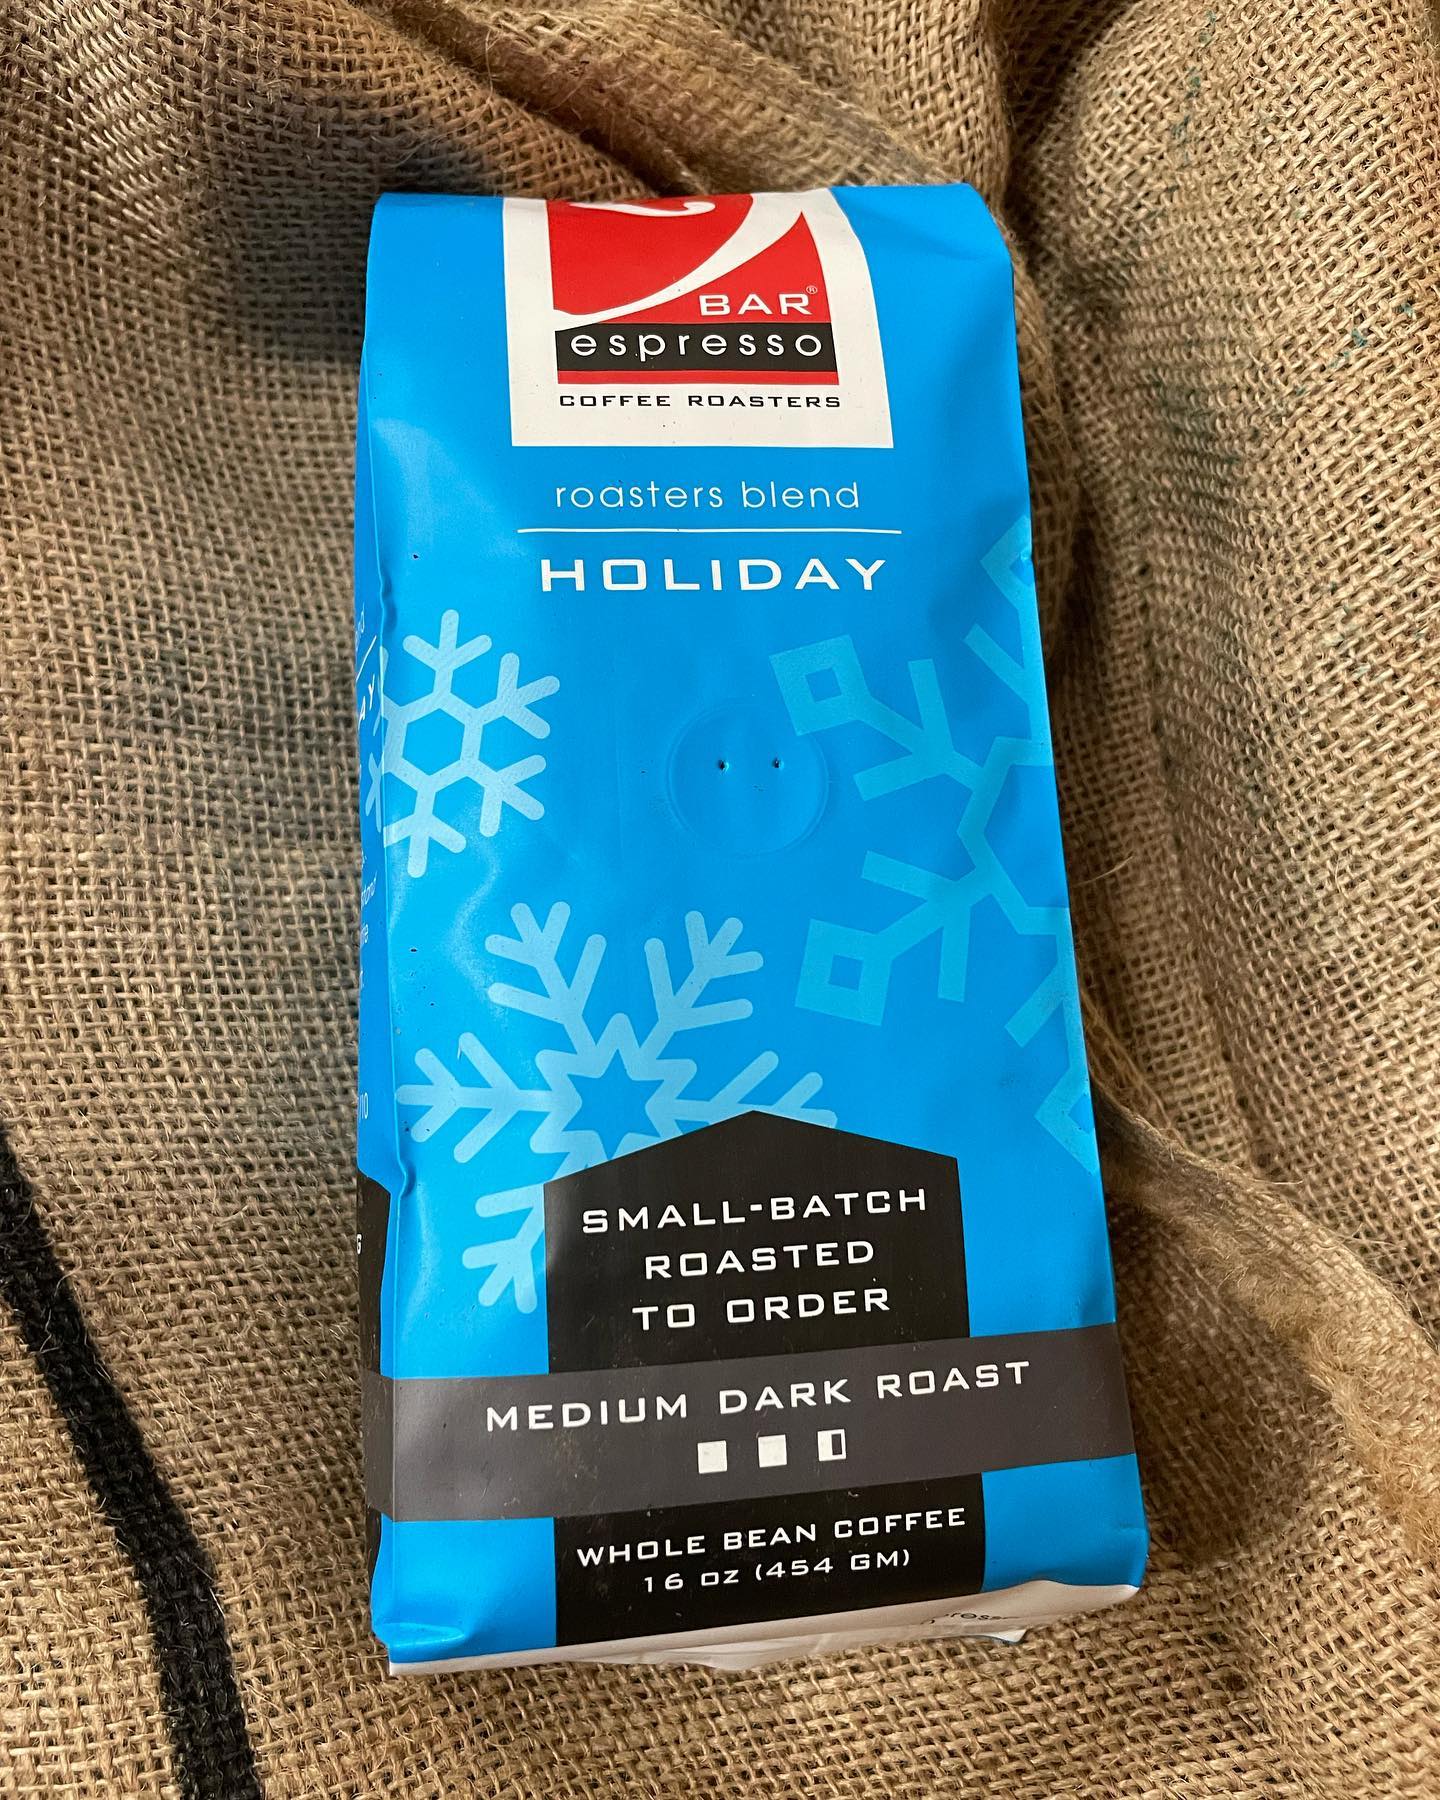 BAR®
espresso
COFFEE ROASTERS
roasters blend
HOLIDAY
SMALL-BATCH
ROASTED
TO ORDER
MEDIUM DARK ROAST
WHOLE BEAN COFFEE
16 OZ (454 GM)